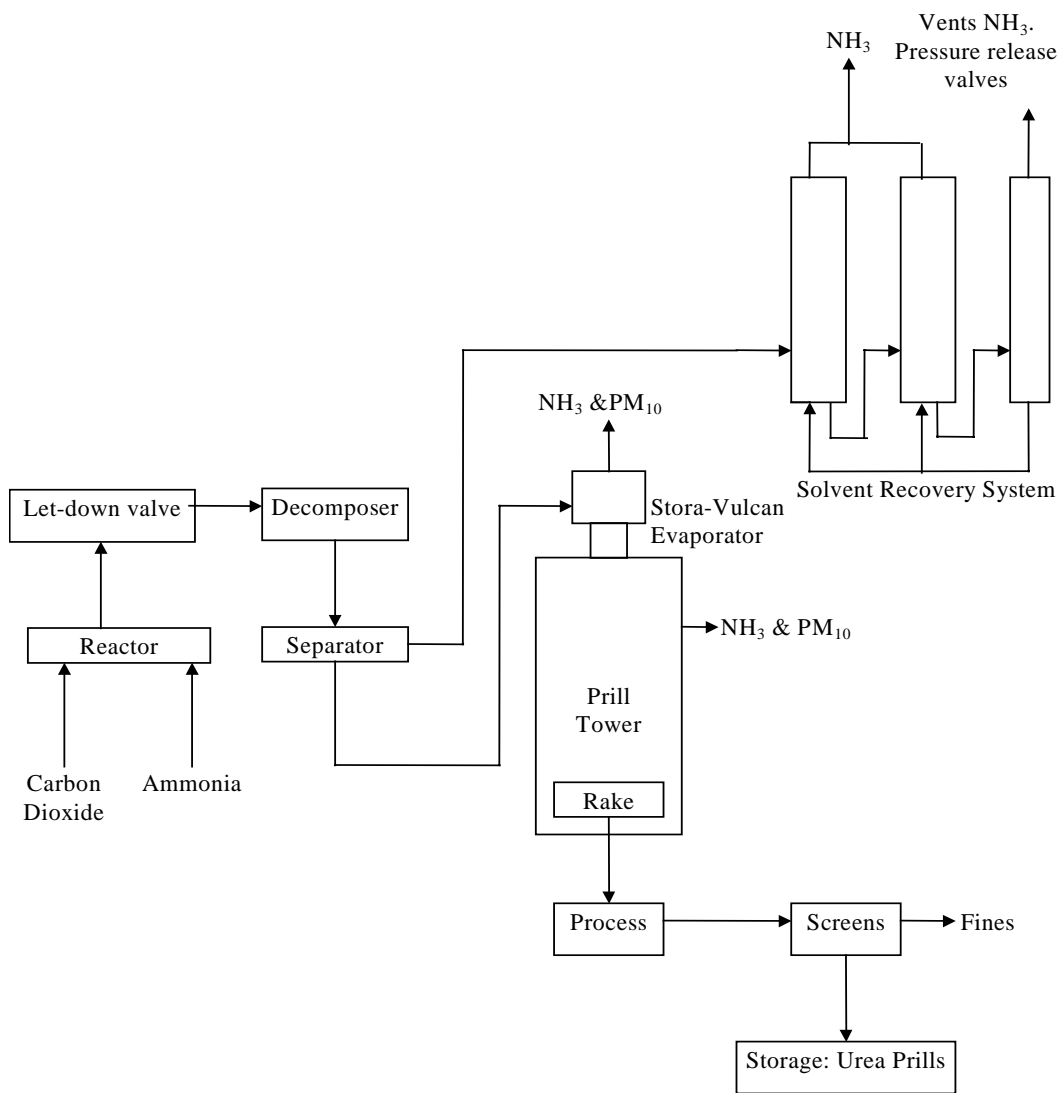 Vents NH₃.
Pressure release
valves
NH₃
NH₃ &PM₁₀
Solvent Recovery System
Let-down valve
Decomposer
Stora-Vulcan
Evaporator
Reactor
Separator
NH₃ & PM₁₀
Prill
Tower
Carbon
Dioxide
Ammonia
Rake
Process
Screens
Fines
Storage: Urea Prills